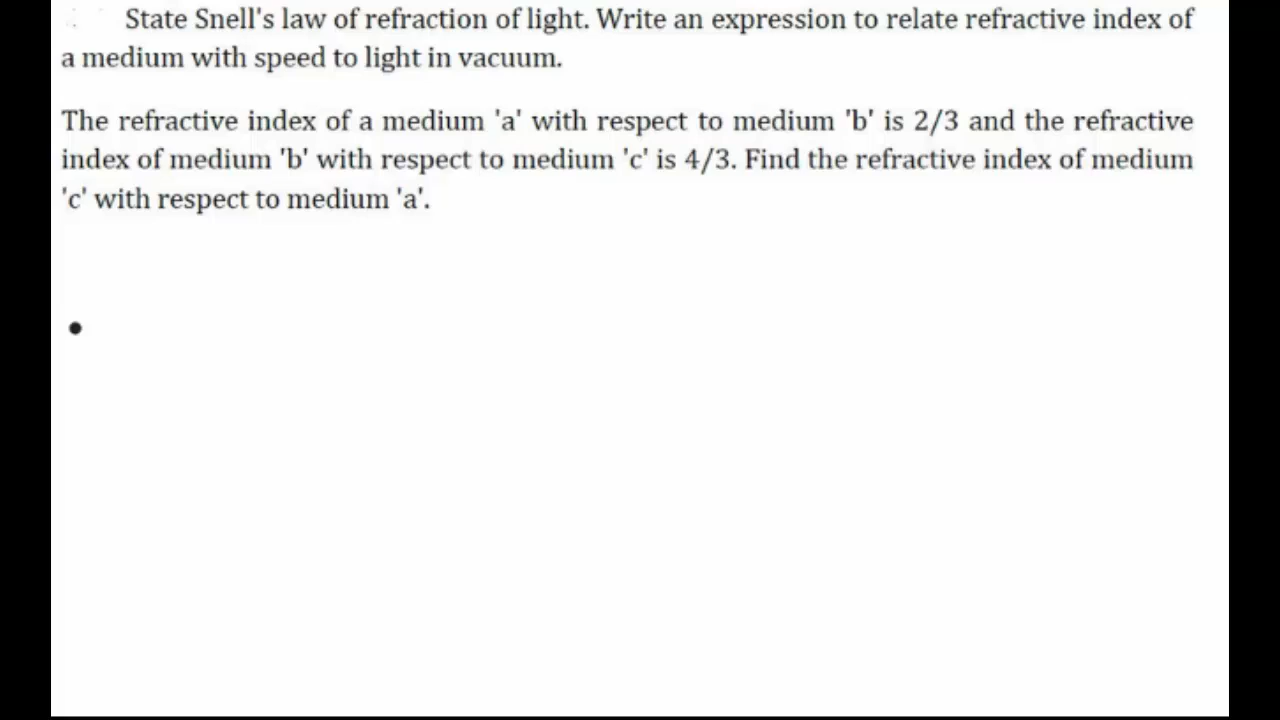 State Snell's law of refraction of light. Write an expression to relate refractive index of
a medium with speed to light in vacuum.
The refractive index of a medium 'a' with respect to medium 'b' is 2/3 and the refractive
index of medium 'b' with respect to medium 'c' is 4/3. Find the refractive index of medium
'c' with respect to medium 'a'.